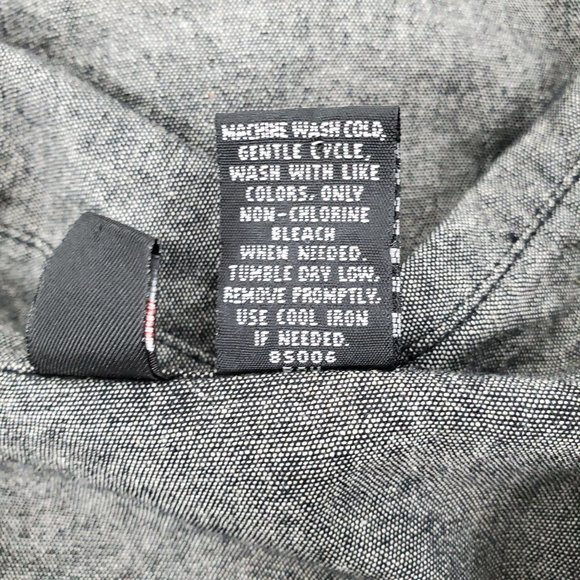 MACHINE WASH COLD,
GENTLE CYCLE,
WASH WITH LIKE
COLORS. ONLY
NON-CHLORINE
BLEACH
WHEN NEEDED.
TUMBLE DAY LOW,
REMOVE PROMPTLY.
USE COOL IRON
IF NEEDED.
85006